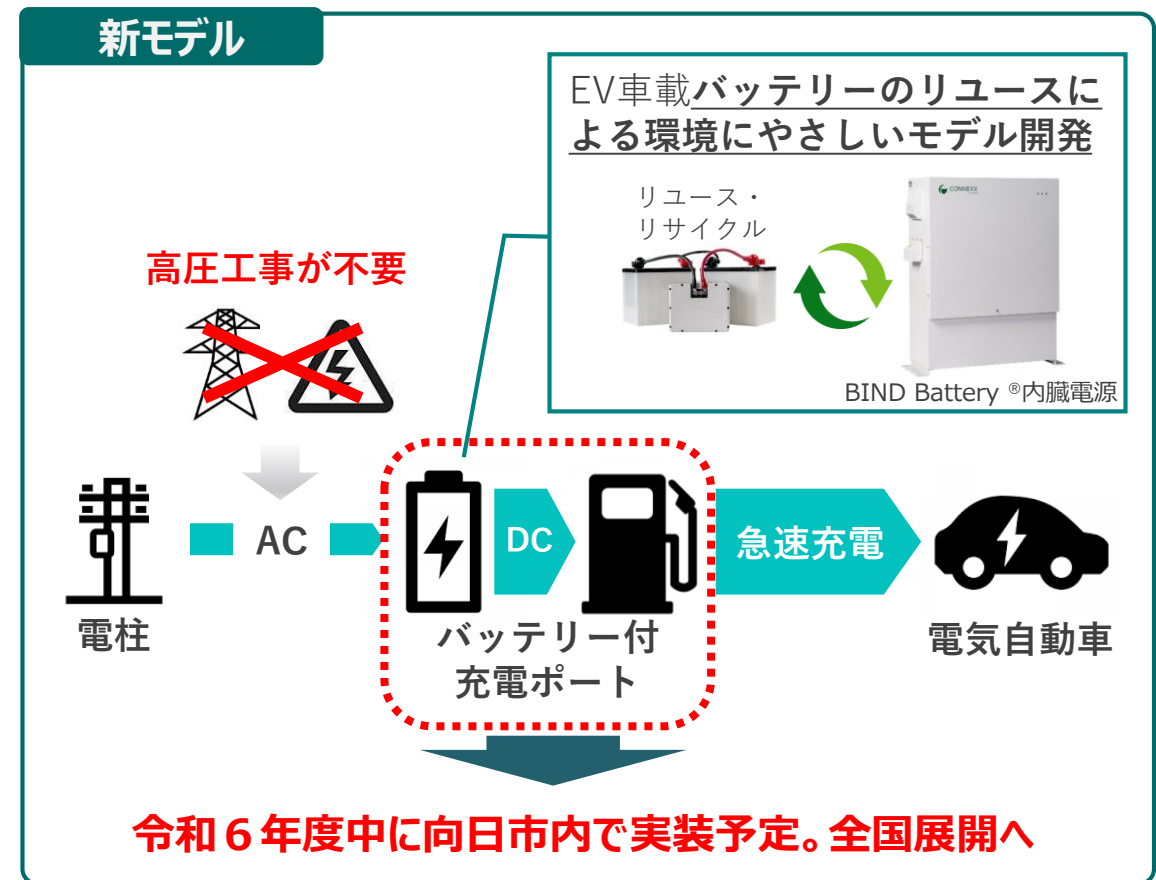 新モデル
EV車載バッテリーのリユースに
よる環境にやさしいモデル開発
リユース・
リサイクル
CONNEXX
BIND Battery ®内臓電源
高圧工事が不要
AC
DC
急速充電
電柱
バッテリー付
充電ポート
電気自動車
令和６年度中に向日市内で実装予定。全国展開へ